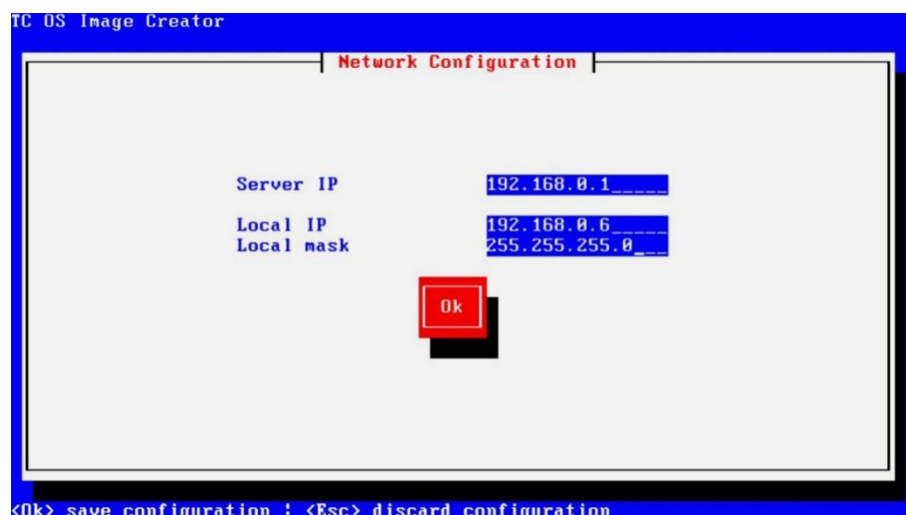 TC OS Image Creator
Network Configuration
Server IP 192.168.0.1_____
Local IP 192.168.0.6_____
Local mask 255.255.255.0___
Ok
<Ok> save configuration ¦ <Esc> discard configuration